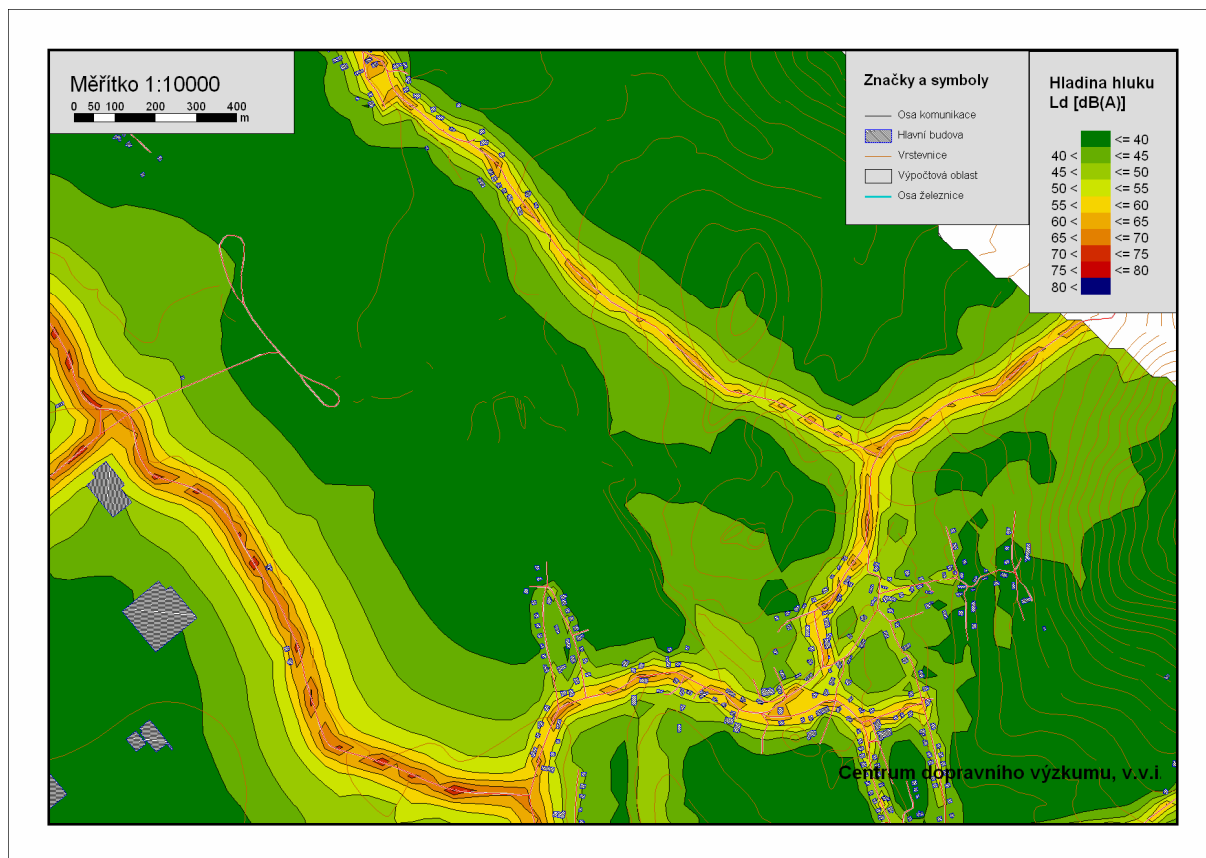 Měřítko 1:10000
0 50 100 200 300 400
m
Značky a symboly
Osa komunikace
Hlavní budova
Vrstevnice
Výpočtová oblast
Osa železnice
Hladina hluku
Ld [dB(A)]
<= 40
40 < <= 45
45 < <= 50
50 < <= 55
55 < <= 60
60 < <= 65
65 < <= 70
70 < <= 75
75 < <= 80
80 <
Centrum dopravního výzkumu, v.v.i.